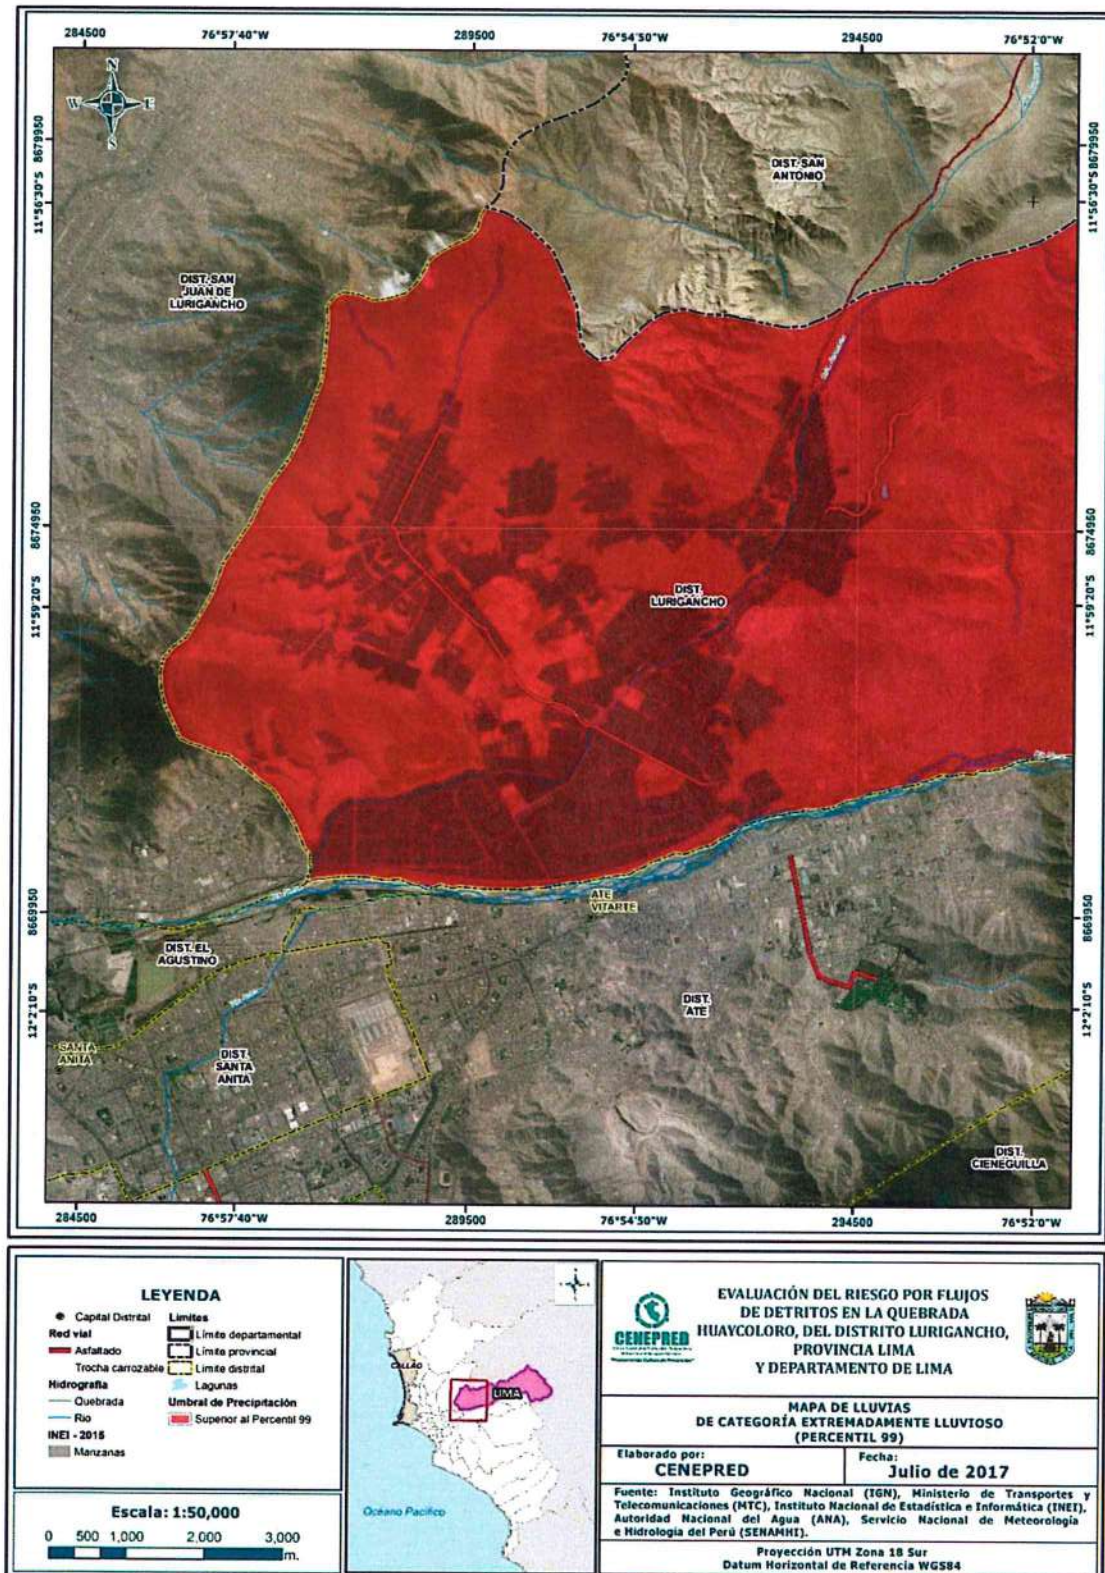 284500 76°57'40"W 289500 76°54'30"W 294500 76°52'0"W
N
W E
S
8679950
8679950
11°56'30"S
11°56'30"S
DIST. SAN
ANTONIO
DIST. SAN
JUAN DE
LURIGANCHO
8674950
8674950
DIST.
LURIGANCHO
11°59'20"S
11°59'20"S
ATE
VITARTE
8669950
8669950
DIST. EL
AGUSTINO
DIST.
ATE
12°2'10"S
12°2'10"S
SANTA
ANITA
DIST.
SANTA
ANITA
DIST.
CIENEGUILLA
284500 76°57'40"W 289500 76°54'50"W 294500 76°52'0"W
LEYENDA
Capital Distrital
Red vial
Asfaltado
Trocha carrozable
Hidrografia
Quebrada
Rio
INEI - 2015
Manzanas
Límites
Límite departamental
Límite provincial
Límite distrital
Lagunas
Umbral de Precipitación
Superior al Percentil 99
Escala: 1:50,000
0 500 1,000 2,000 3,000
m.
CALLAO
LIMA
Océano Pacífico
CENEPRED
EVALUACIÓN DEL RIESGO POR FLUJOS
DE DETRITOS EN LA QUEBRADA
HUAYCOLORO, DEL DISTRITO LURIGANCHO,
PROVINCIA LIMA
Y DEPARTAMENTO DE LIMA
MAPA DE LLUVIAS
DE CATEGORÍA EXTREMADAMENTE LLUVIOSO
(PERCENTIL 99)
Elaborado por:
CENEPRED
Fecha:
Julio de 2017
Fuente: Instituto Geográfico Nacional (IGN), Ministerio de Transportes y
Telecomunicaciones (MTC), Instituto Nacional de Estadística e Informática (INEI),
Autoridad Nacional del Agua (ANA), Servicio Nacional de Meteorología
e Hidrología del Perú (SENAMHI).
Proyección UTM Zona 18 Sur
Datum Horizontal de Referencia WGS84